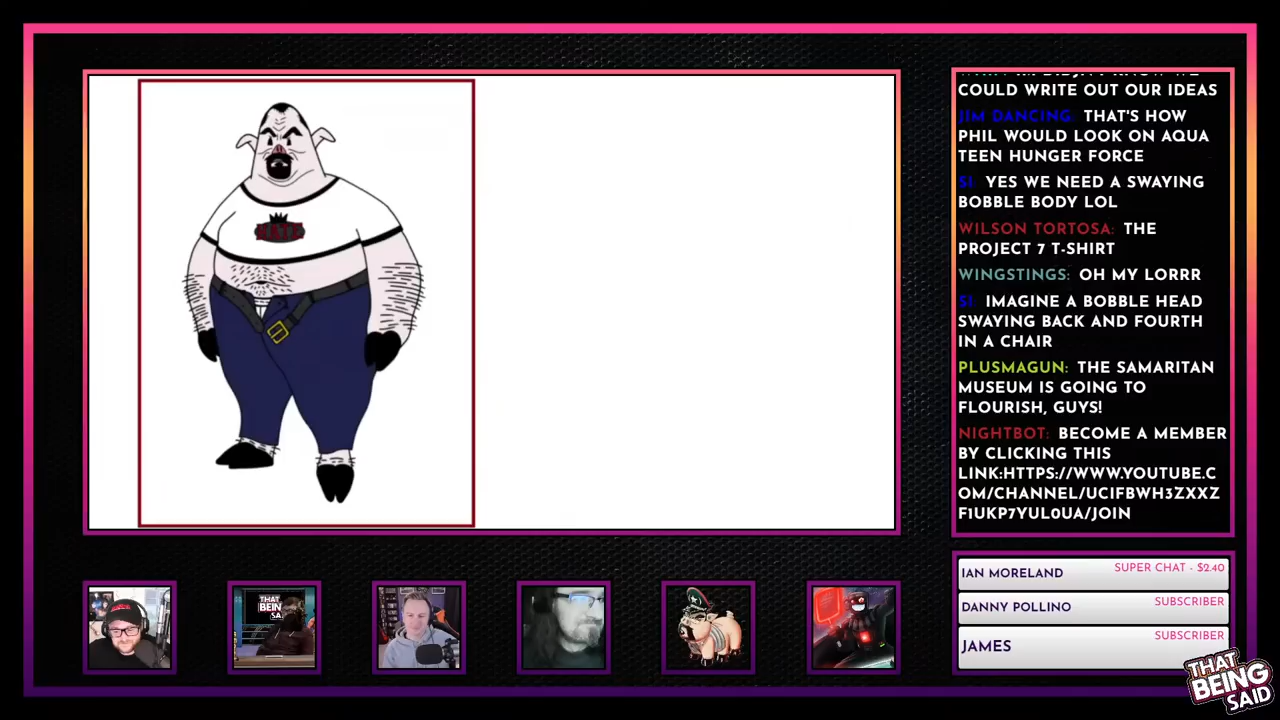 COULD WRITE OUT OUR IDEAS
JIM DANCING: THAT'S HOW
PHIL WOULD LOOK ON AQUA
TEEN HUNGER FORCE
SI: YES WE NEED A SWAYING
BOBBLE BODY LOL
WILSON TORTOSA: THE
PROJECT 7 T-SHIRT
WINGSTINGS: OH MY LORRR
SI: IMAGINE A BOBBLE HEAD
SWAYING BACK AND FOURTH
IN A CHAIR
PLUSMAGUN: THE SAMARITAN
MUSEUM IS GOING TO
FLOURISH, GUYS!
NIGHTBOT: BECOME A MEMBER
BY CLICKING THIS
LINK:HTTPS://WWW.YOUTUBE.C
OM/CHANNEL/UCIFBWH3ZXXZ
F1UKP7YUL0UA/JOIN
IAN MORELAND SUPER CHAT - $2.40
DANNY POLLINO SUBSCRIBER
JAMES SUBSCRIBER
THAT
BEING
SAID
THAT
BEING